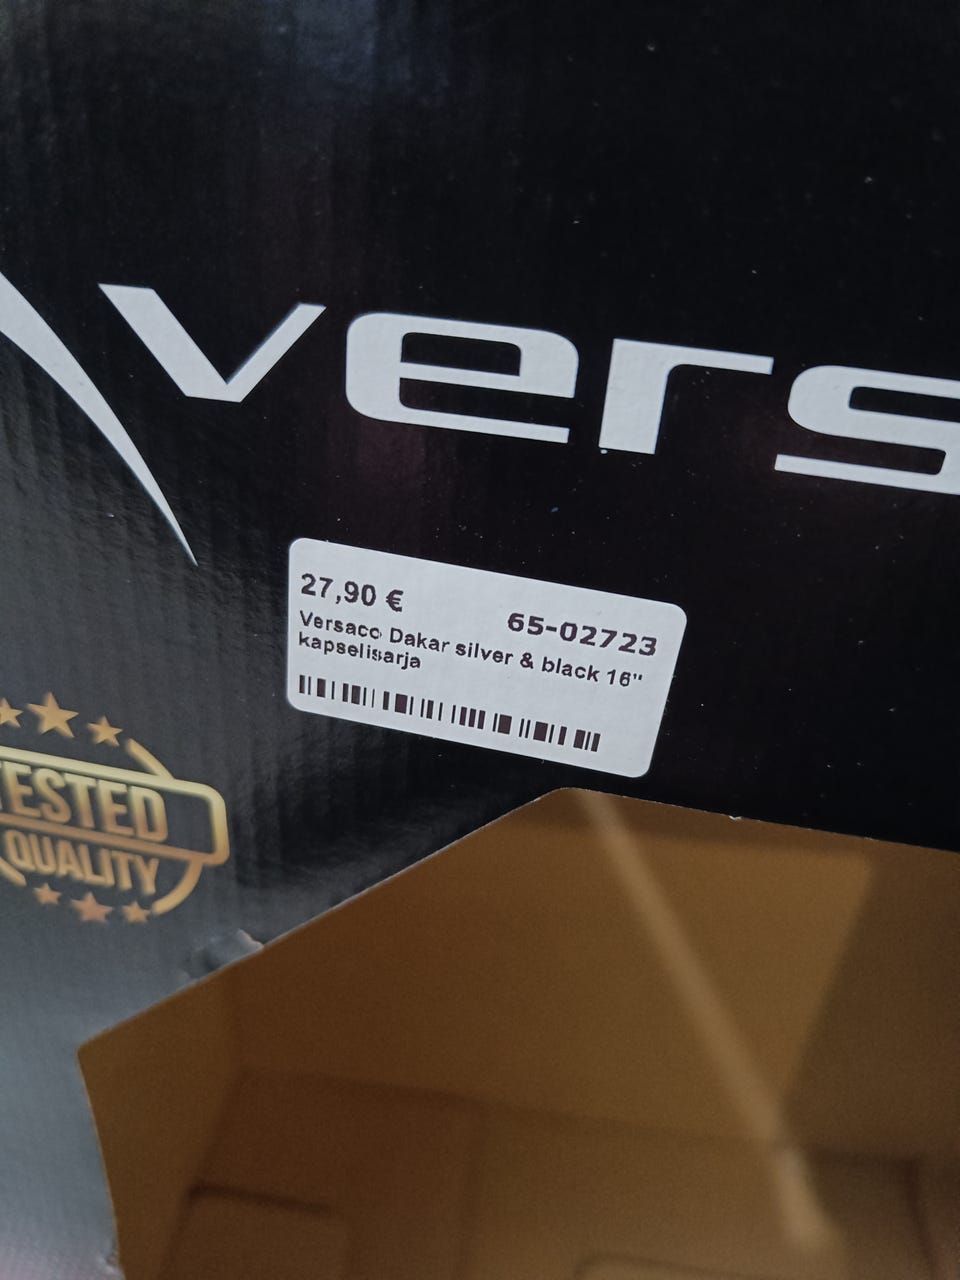 vers
27,90 €
65-02723
Versaco Dakar silver & black 16"
kapselisarja
TESTED
QUALITY